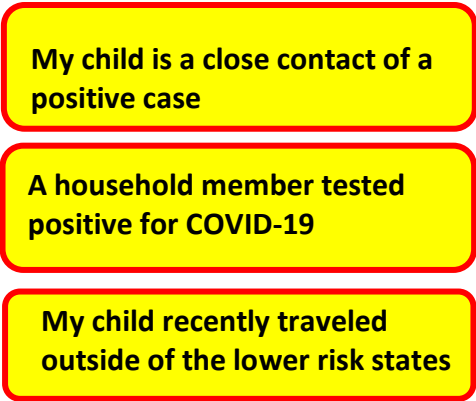 My child is a close contact of a
positive case
A household member tested
positive for COVID-19
My child recently traveled
outside of the lower risk states